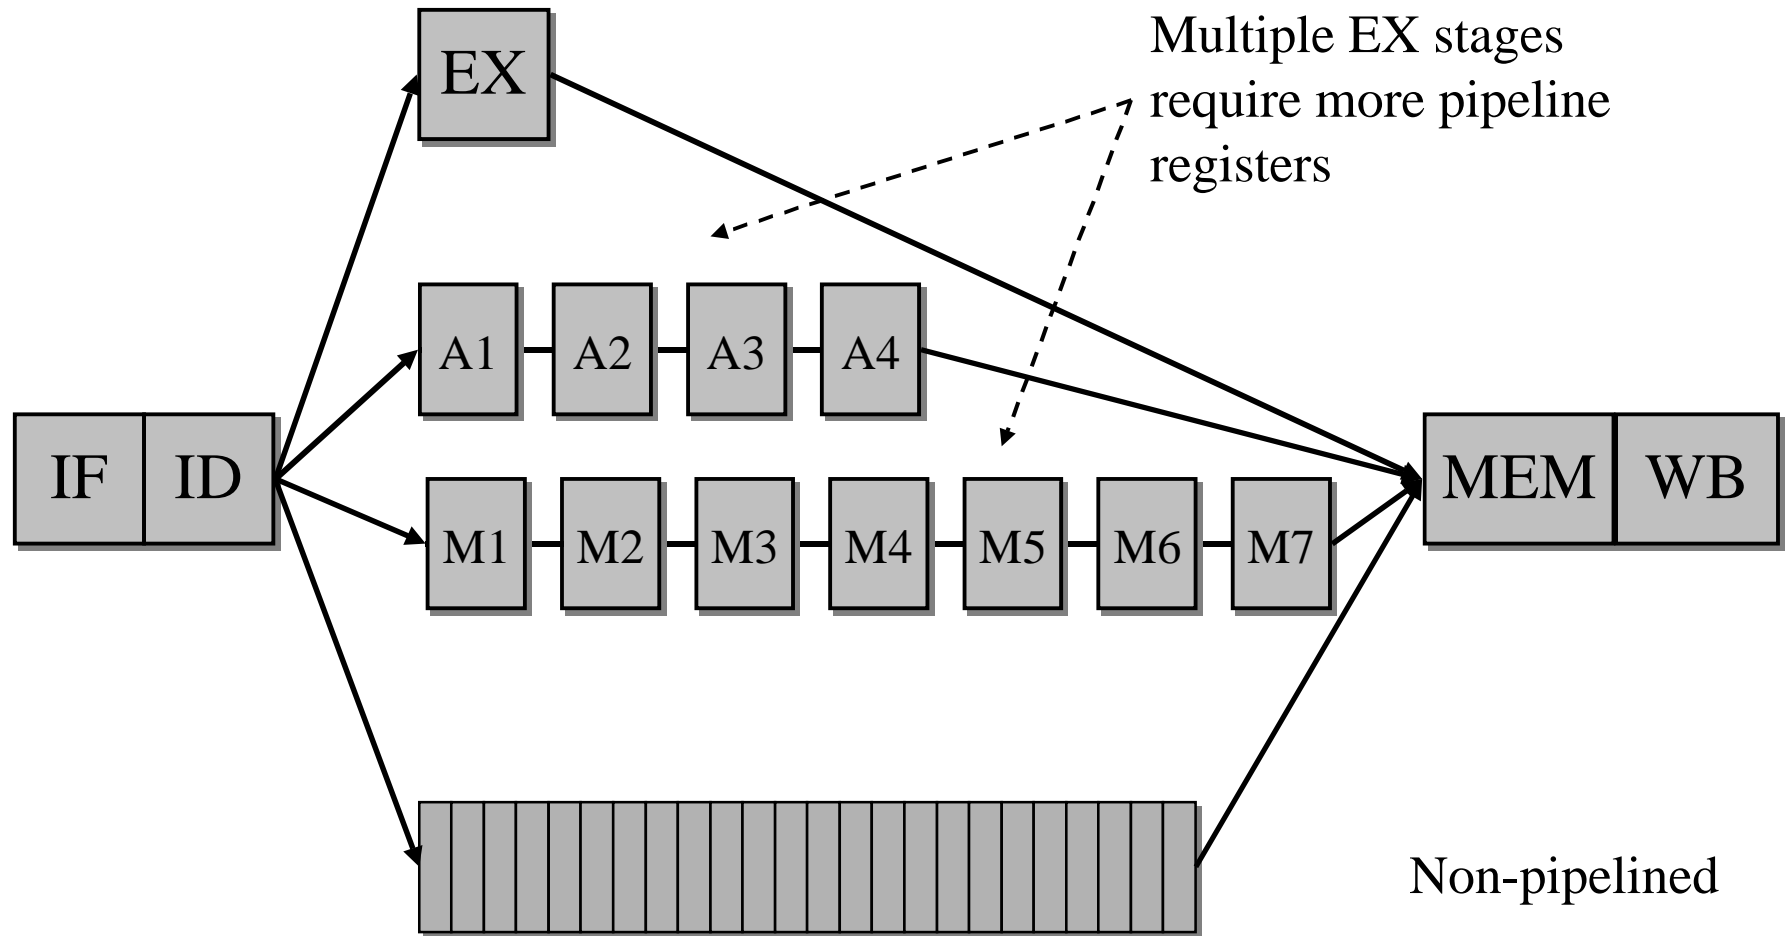 EX
Multiple EX stages
require more pipeline
registers
A1 A2 A3 A4
IF ID
MEM WB
M1 M2 M3 M4 M5 M6 M7
Non-pipelined